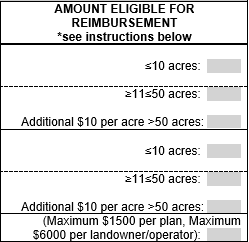 AMOUNT ELIGIBLE FOR
REIMBURSEMENT
*see instructions below
≤10 acres:
≥11≤50 acres:
Additional $10 per acre >50 acres:
≤10 acres:
≥11≤50 acres:
Additional $10 per acre >50 acres:
(Maximum $1500 per plan, Maximum
$6000 per landowner/operator):